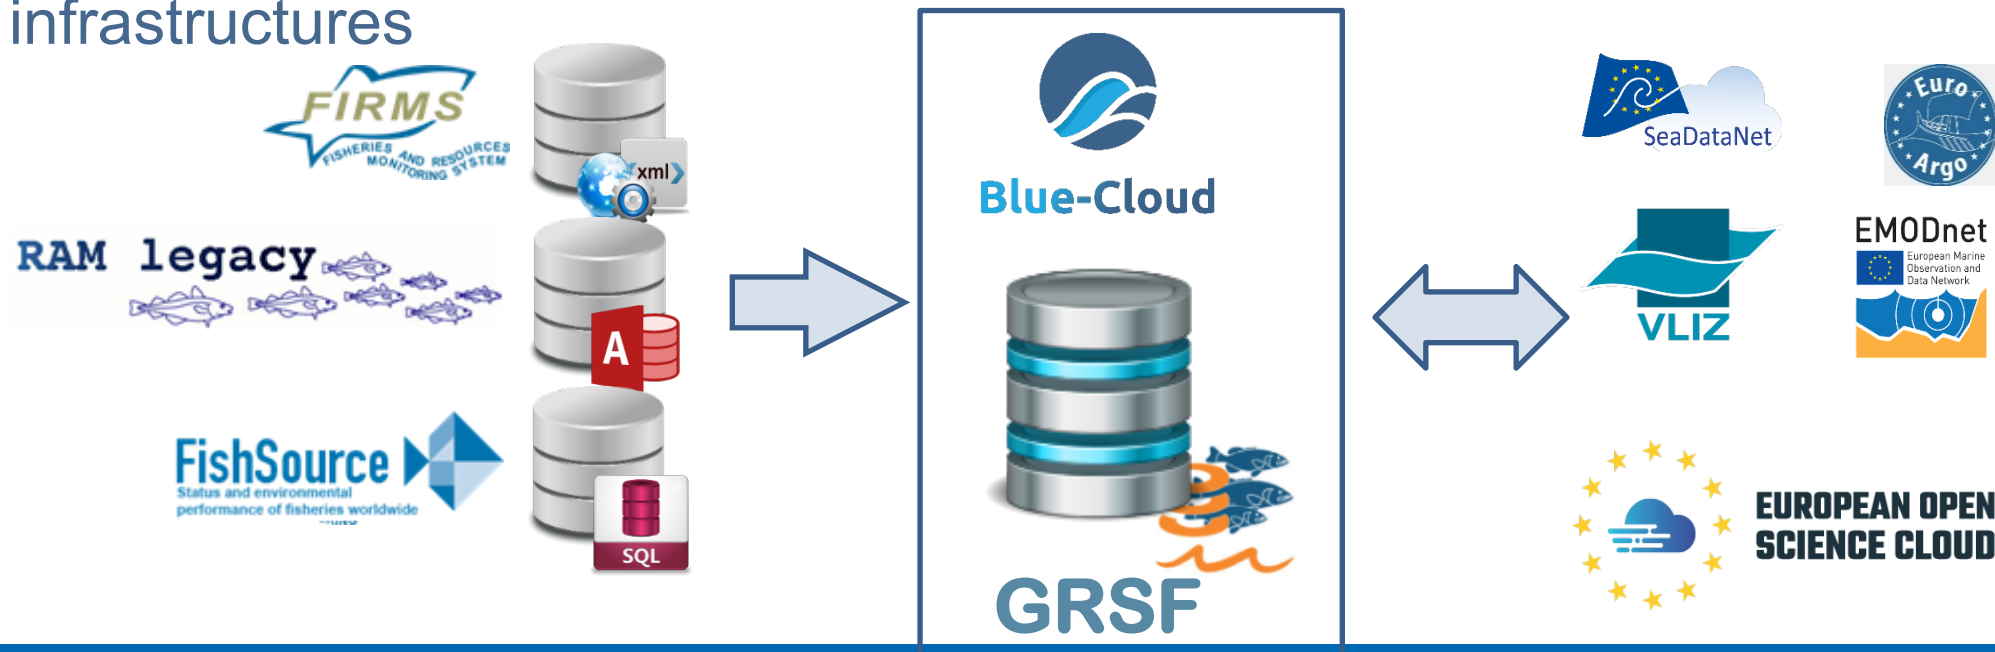 infrastructures
FIRMS
FISHERIES AND RESOURCES
MONITORING SYSTEM
xml
RAM legacy
A
FishSource
Status and environmental
performance of fisheries worldwide
SQL
Blue-Cloud
GRSF
SeaDataNet
Euro
Argo
VLIZ
EMODnet
European Marine
Observation and
Data Network
EUROPEAN OPEN
SCIENCE CLOUD